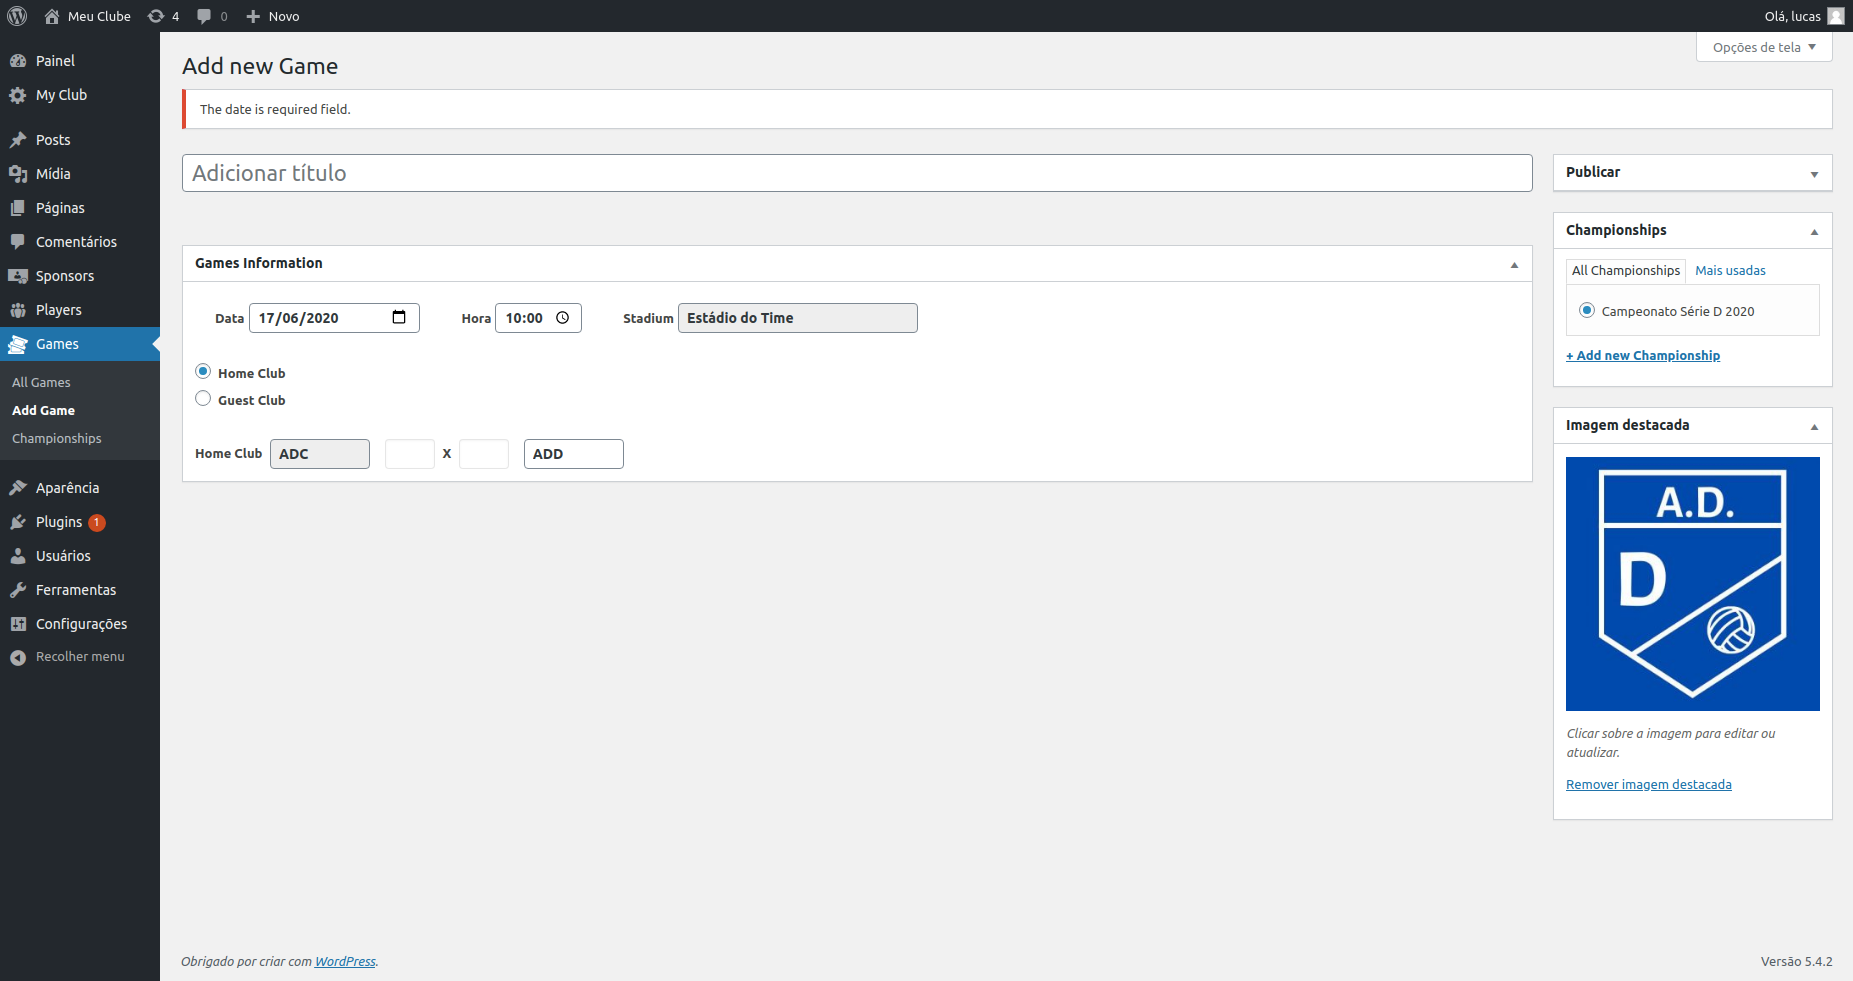 Meu Clube 4 0 Novo
Olá, lucas
Painel
My Club
Posts
Mídia
Páginas
Comentários
Sponsors
Players
Games
All Games
Add Game
Championships
Aparência
Plugins 1
Usuários
Ferramentas
Configurações
Recolher menu
Opções de tela
Add new Game
The date is required field.
Adicionar título
Games Information
Data 17/06/2020 Hora 10:00 Stadium Estádio do Time
Home Club
Guest Club
Home Club ADC X ADD
Publicar
Championships
All Championships Mais usadas
Campeonato Série D 2020
+ Add new Championship
Imagem destacada
A.D.
D
Clicar sobre a imagem para editar ou
atualizar.
Remover imagem destacada
Obrigado por criar com WordPress.
Versão 5.4.2